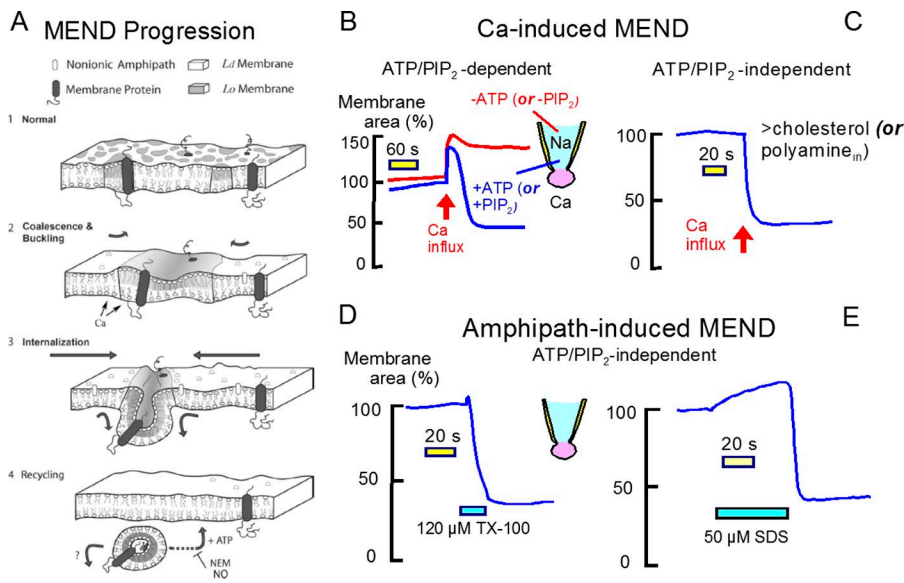 A
MEND Progression
Nonionic Amphipath
Ld Membrane
Membrane Protein
Lo Membrane
1 Normal
2 Coalescence &
Buckling
Ca
3 Internalization
4 Recycling
+ ATP
?
NEM
NO
B
Ca-induced MEND
C
ATP/PIP2 -dependent
Membrane
area (%)
-ATP (or -PIP2)
60 s
Na
150
100
50
0
+ATP (or
+PIP2)
Ca
Ca
influx
ATP/PIP2 -independent
100
50
0
>cholesterol (or
polyamineIN)
20 s
Ca
influx
D
Amphipath-induced MEND
E
ATP/PIP2-independent
Membrane
area (%)
100
50
0
20 s
120 µM TX-100
100
50
0
20 s
50 µM SDS